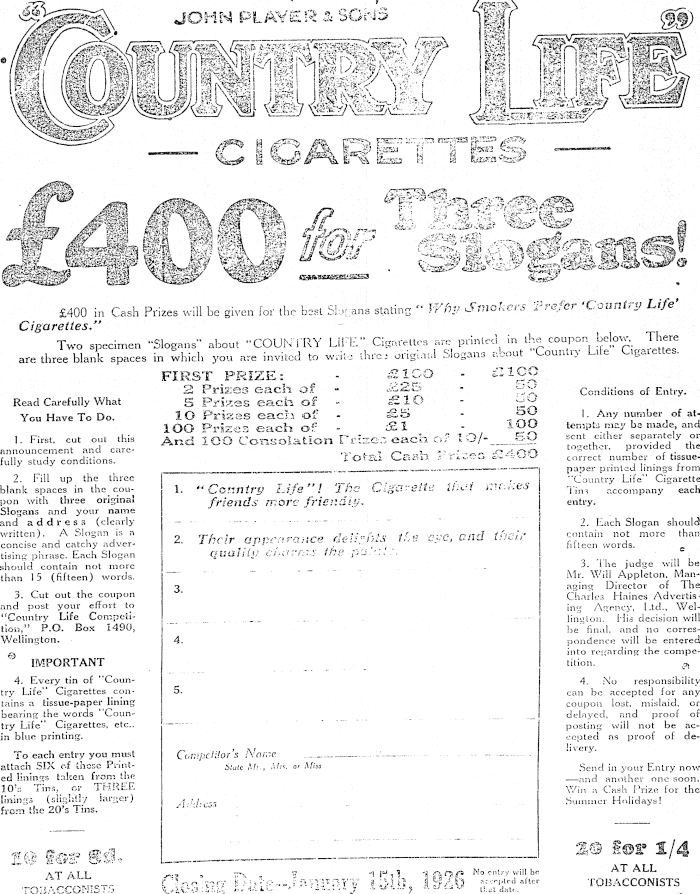 JOHN PLAYER & SONS
"COUNTRY LIFE"
CIGARETTES
£400 for Three
Slogans!
£400 in Cash Prizes will be given for the best Slogans stating "Why Smokers Prefer 'Country Life'
Cigarettes."
Two specimen "Slogans" about "COUNTRY LIFE" Cigarettes are printed in the coupon below. There
are three blank spaces in which you are invited to write three original Slogans about "Country Life" Cigarettes.
FIRST PRIZE: - £100 - £100
2 Prizes each of - £25 - 50
5 Prizes each of - £10 - 50
10 Prizes each of - £5 - 50
100 Prizes each of - £1 - 100
And 100 Consolation Prizes each of 10/- 50
Total Cash Prizes £400
Read Carefully What
You Have To Do.
1. First, cut out this
announcement and care-
fully study conditions.
2. Fill up the three
blank spaces in the cou-
pon with three original
Slogans and your name
and address (clearly
written). A Slogan is a
concise and catchy adver-
tising phrase. Each Slogan
should contain not more
than 15 (fifteen) words.
3. Cut out the coupon
and post your effort to
"Country Life Competi-
tion," P.O. Box 1490,
Wellington.
IMPORTANT
4. Every tin of "Coun-
try Life" Cigarettes con-
tains a tissue-paper lining
bearing the words "Coun-
try Life" Cigarettes, etc..
in blue printing.
To each entry you must
attach SIX of these Print-
ed linings taken from the
10's Tins, or THREE
linings (slightly larger)
from the 20's Tins.
10 for 8d.
AT ALL
TOBACCONISTS
1. "Country Life"! The Cigarette that makes
friends more friendly.
2. Their appearance delights the eye, and their
quality charms the palate.
3.
4.
5.
Competitor's Name
State Mr., Mrs. or Miss
Address
Closing Date--January 15th, 1926
No entry will be
accepted after
that date.
Conditions of Entry.
1. Any number of at-
tempts may be made, and
sent either separately or
together, provided the
correct number of tissue-
paper printed linings from
"Country Life" Cigarette
Tins accompany each
entry.
2. Each Slogan should
contain not more than
fifteen words.
3. The judge will be
Mr. Will Appleton, Man-
aging Director of The
Charles Haines Advertis-
ing Agency, Ltd., Wel-
lington. His decision will
be final, and no corres-
pondence will be entered
into regarding the compe-
tition.
4. No responsibility
can be accepted for any
coupon lost, mislaid, or
delayed, and proof of
posting will not be ac-
cepted as proof of de-
livery.
Send in your Entry now
—and another one soon.
Win a Cash Prize for the
Summer Holidays!
20 for 1/4
AT ALL
TOBACCONISTS